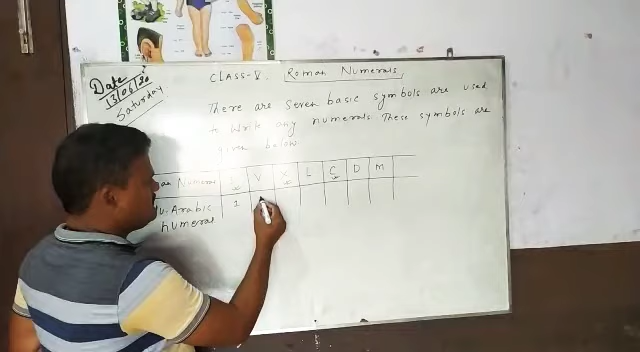 Date
13/06/20
Saturday
CLASS-V. Roman Numerals.
There are seven basic symbols are used
to write any numerals. These symbols are
given below
Numeral I V X L C D M
Arabic 1
numeral